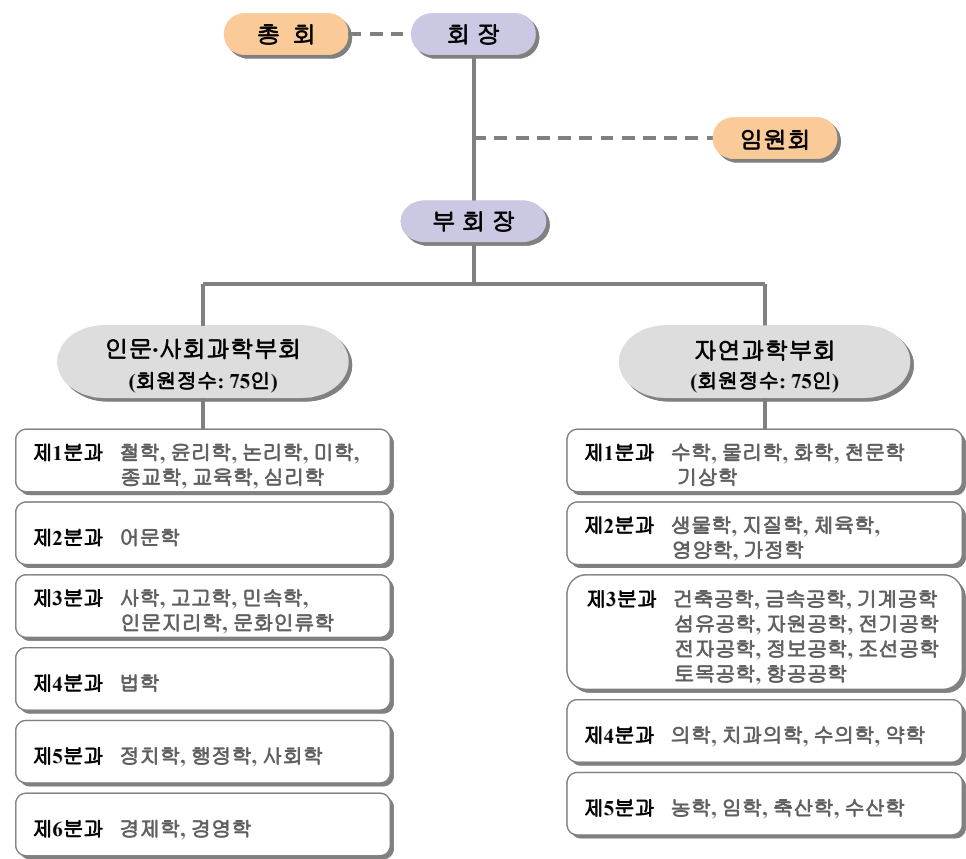 총 회
회 장
임원회
부 회 장
인문·사회과학부회
(회원정수: 75인)
제1분과 철학, 윤리학, 논리학, 미학,
종교학, 교육학, 심리학
제2분과 어문학
제3분과 사학, 고고학, 민속학,
인문지리학, 문화인류학
제4분과 법학
제5분과 정치학, 행정학, 사회학
제6분과 경제학, 경영학
자연과학부회
(회원정수: 75인)
제1분과 수학, 물리학, 화학, 천문학
기상학
제2분과 생물학, 지질학, 체육학,
영양학, 가정학
제3분과 건축공학, 금속공학, 기계공학
섬유공학, 자원공학, 전기공학
전자공학, 정보공학, 조선공학
토목공학, 항공공학
제4분과 의학, 치과의학, 수의학, 약학
제5분과 농학, 임학, 축산학, 수산학